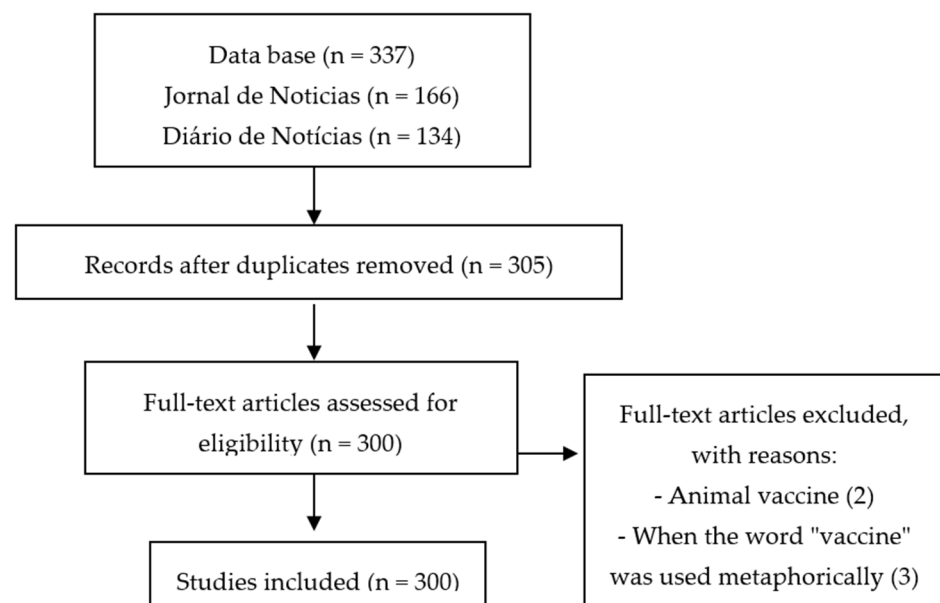 Data base (n = 337)
Jornal de Noticias (n = 166)
Diário de Notícias (n = 134)
Records after duplicates removed (n = 305)
Full-text articles assessed for
eligibility (n = 300)
Full-text articles excluded,
with reasons:
- Animal vaccine (2)
- When the word "vaccine"
was used metaphorically (3)
Studies included (n = 300)